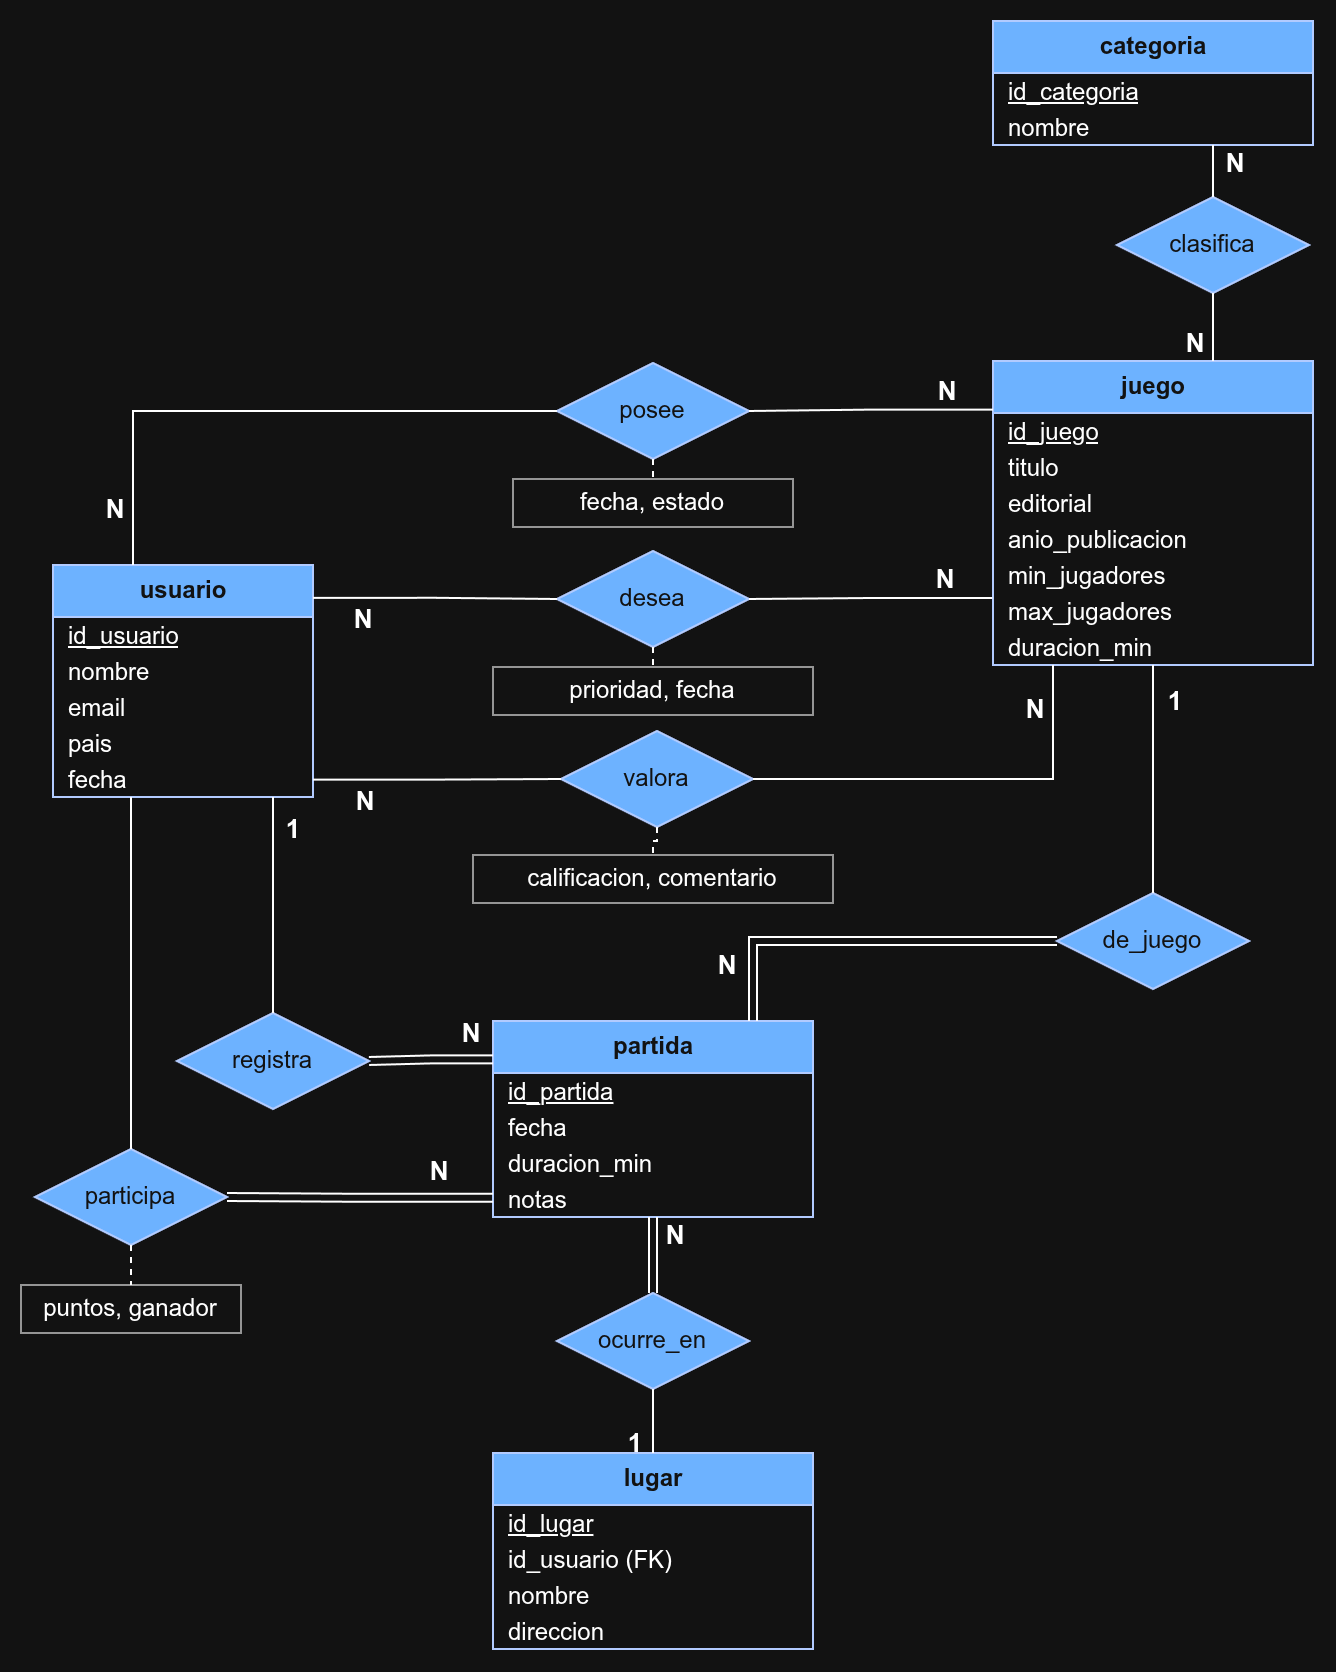 categoria
id_categoria
nombre
N
clasifica
N
juego
id_juego
titulo
editorial
anio_publicacion
min_jugadores
max_jugadores
duracion_min
posee
N
N
fecha, estado
desea
N
N
prioridad, fecha
usuario
id_usuario
nombre
email
pais
fecha
valora
N
N
calificacion, comentario
1
1
de_juego
N
registra
N
partida
id_partida
fecha
duracion_min
notas
participa
N
puntos, ganador
N
ocurre_en
1
lugar
id_lugar
id_usuario (FK)
nombre
direccion